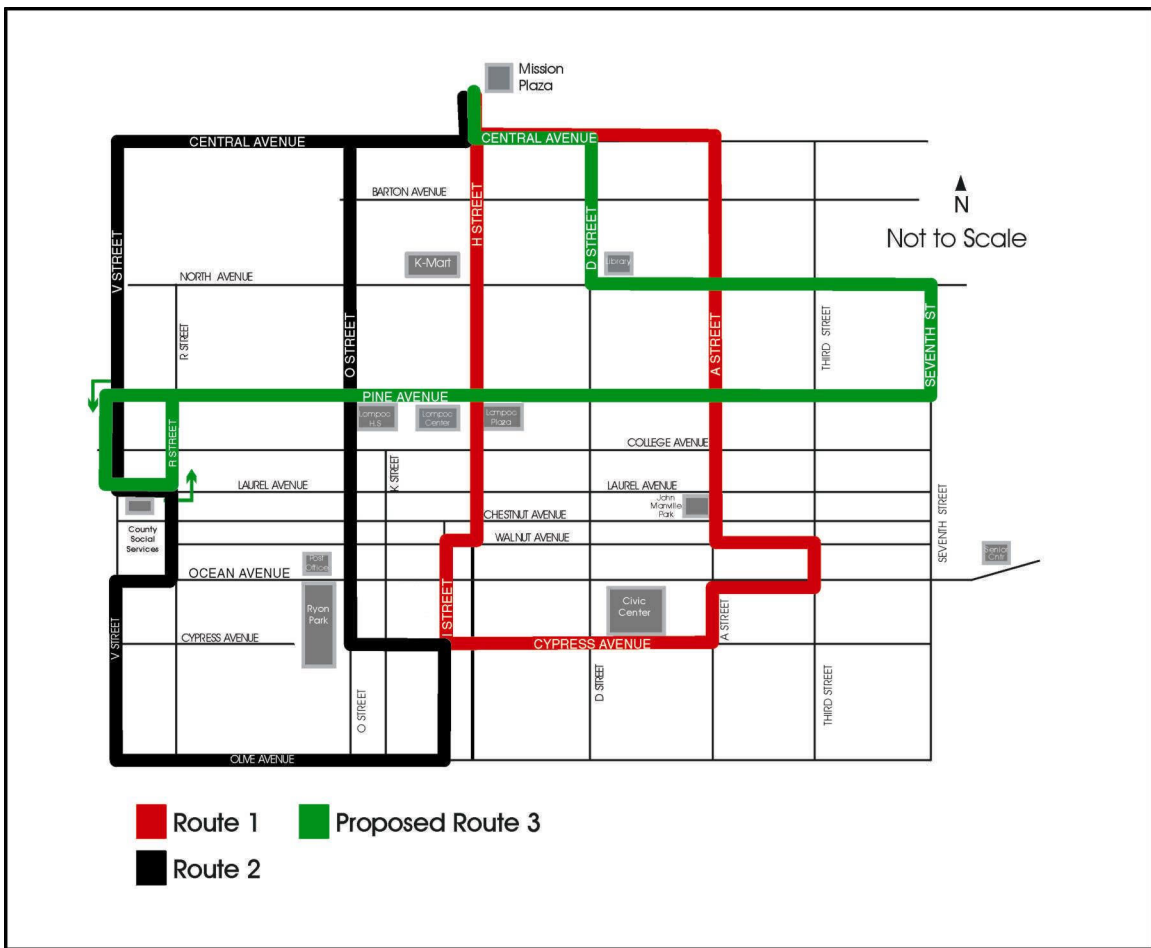 Mission
Plaza
CENTRAL AVENUE
CENTRAL AVENUE
BARTON AVENUE
N
Not to Scale
V STREET
H STREET
D STREET
K-Mart
Library
NORTH AVENUE
R STREET
O STREET
A STREET
THIRD STREET
SEVENTH ST
PINE AVENUE
Lompoc
H.S
Lompoc
Center
Lompoc
Plaza
R STREET
K STREET
COLLEGE AVENUE
LAUREL AVENUE
LAUREL AVENUE
John
Manville
Park
CHESTNUT AVENUE
WALNUT AVENUE
SEVENTH STREET
County
Social
Services
Post
Office
Senior
Cntr
OCEAN AVENUE
Ryon
Park
Civic
Center
I STREET
A STREET
V STREET
CYPRESS AVENUE
CYPRESS AVENUE
O STREET
D STREET
THIRD STREET
OLIVE AVENUE
Route 1
Proposed Route 3
Route 2